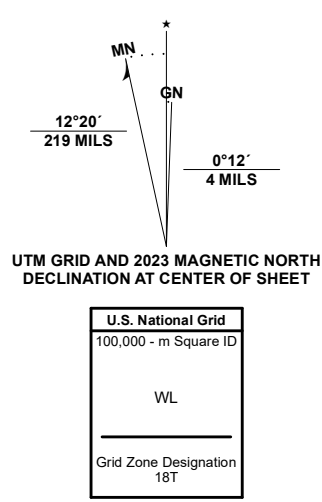 MN
GN
12°20´
219 MILS
0°12´
4 MILS
UTM GRID AND 2023 MAGNETIC NORTH
DECLINATION AT CENTER OF SHEET
U.S. National Grid
100,000 - m Square ID
WL
Grid Zone Designation
18T